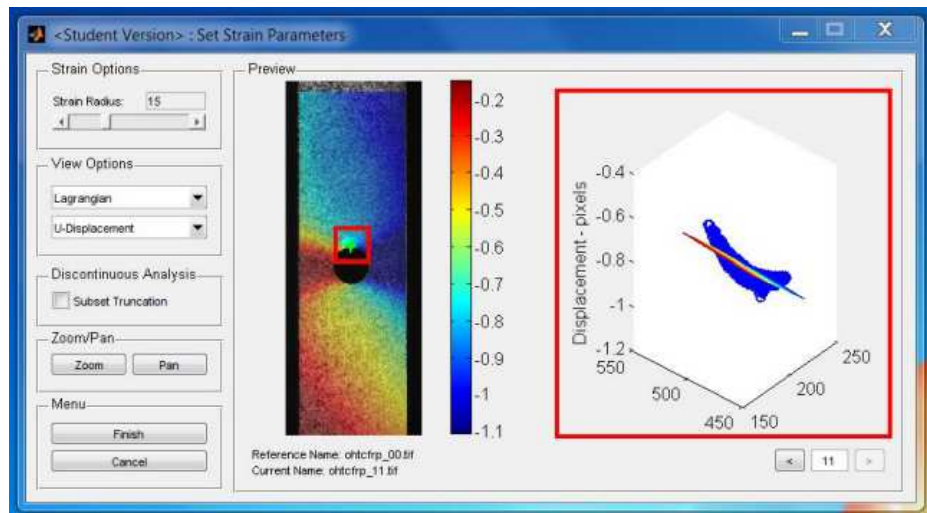 <Student Version> : Set Strain Parameters
Strain Options
Strain Radius: 15
View Options
Lagrangian
U-Displacement
Discontinuous Analysis
Subset Truncation
Zoom/Pan
Zoom Pan
Menu
Finish
Cancel
Preview
-0.2
-0.3
-0.4
-0.5
-0.6
-0.7
-0.8
-0.9
-1
-1.1
Reference Name: ohtcfrp_00.tif
Current Name: ohtcfrp_11.tif
Displacement - pixels
-0.4
-0.6
-0.8
-1
-1.2
550
500
450
150
200
250
< 11 >